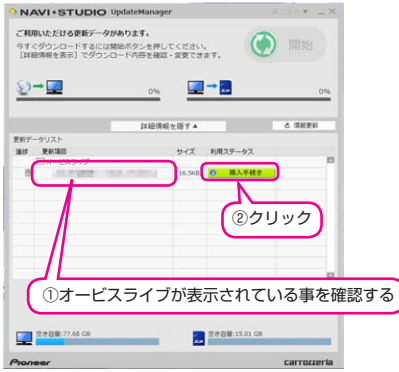 NAVI・STUDIO UpdateManager
メニュー ▼ _ ×
ご利用いただける更新データがあります。
今すぐダウンロードするには開始ボタンを押してください。
[詳細情報を表示]でダウンロード内容を確認・変更できます。
開始
0%
0%
詳細情報を隠す▲
情報更新
更新データリスト
進捗 更新項目 サイズ 利用ステータス
オービスライブ
16.5KB 購入手続き
②クリック
①オービスライブが表示されている事を確認する
空き容量:77.68 GB
空き容量:15.01 GB
Pioneer
carrozzeria